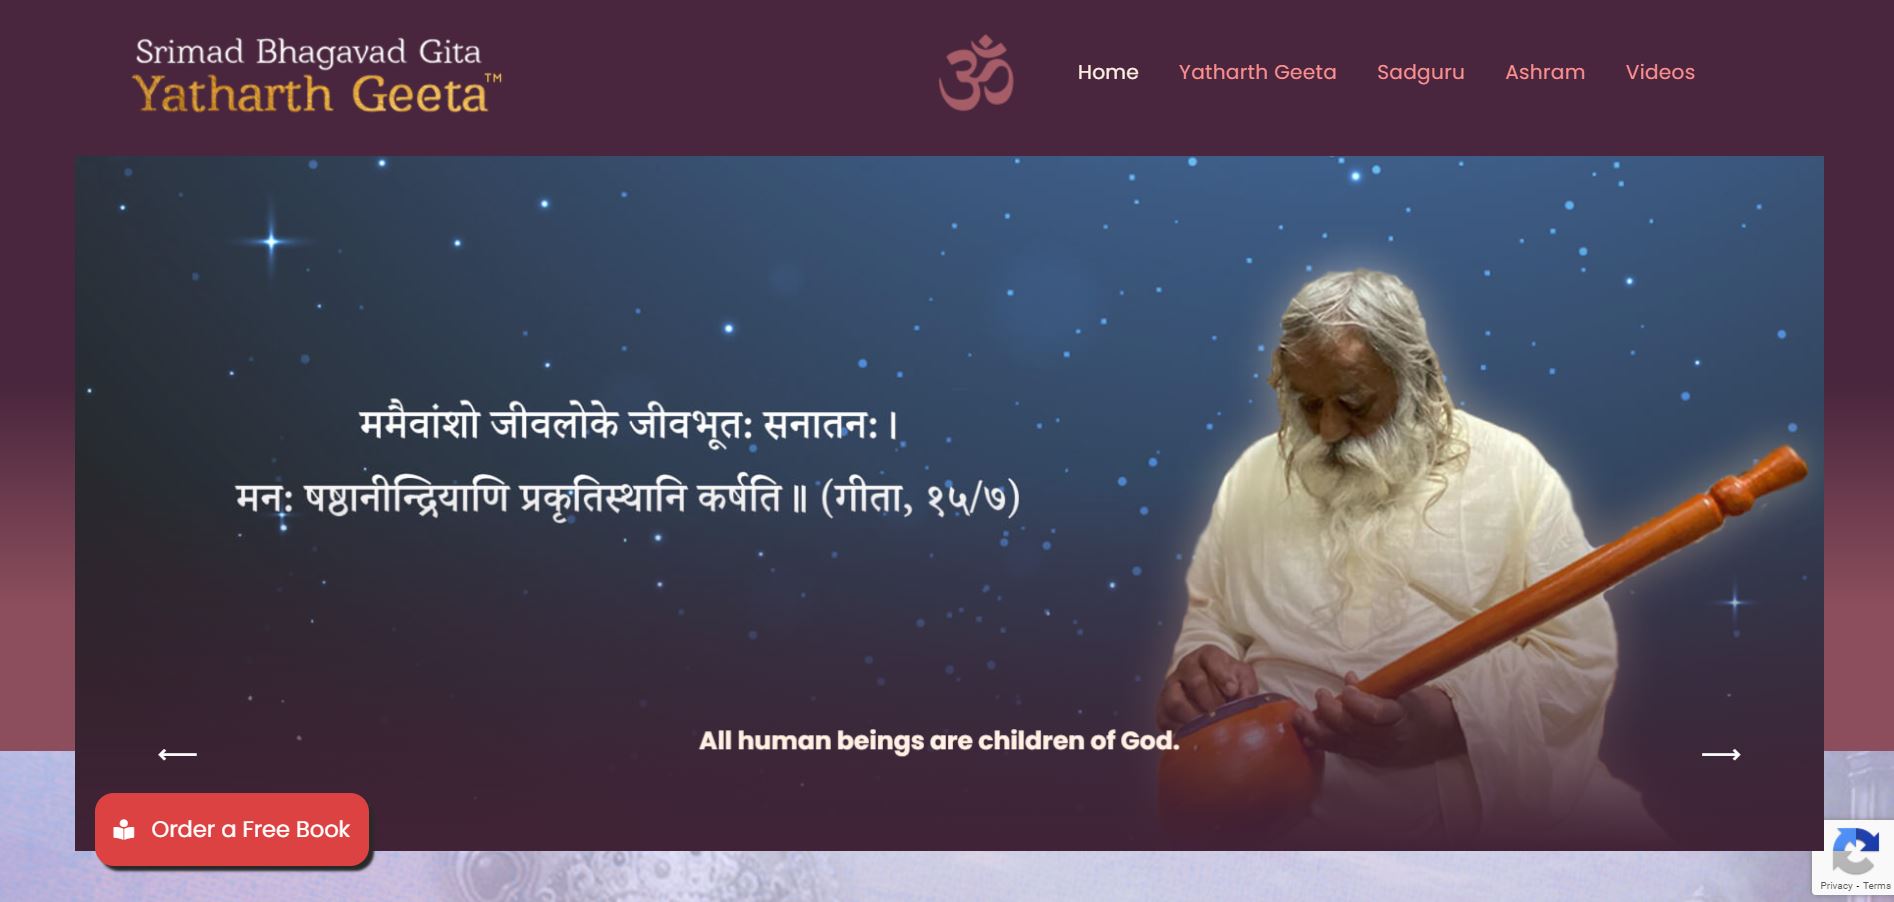 Srimad Bhagavad Gita
Yatharth Geeta™
ॐ
Home Yatharth Geeta Sadguru Ashram Videos
ममैवांशो जीवलोके जीवभूतः सनातनः।
मनः षष्ठानीन्द्रियाणि प्रकृतिस्थानि कर्षति॥ (गीता, १५/७)
All human beings are children of God.
Order a Free Book
Privacy - Terms